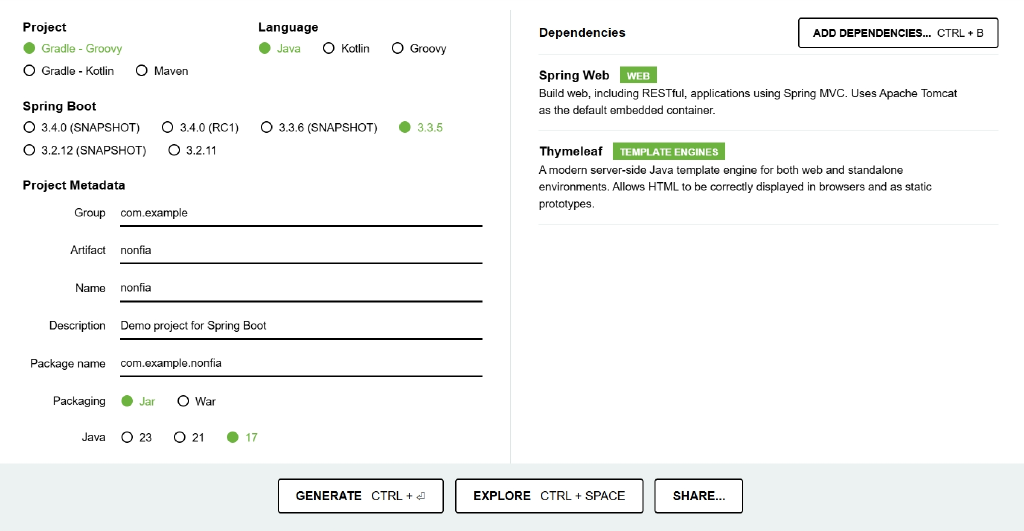 Project
Gradle - Groovy
Gradle - Kotlin Maven
Language
Java Kotlin Groovy
Spring Boot
3.4.0 (SNAPSHOT) 3.4.0 (RC1) 3.3.6 (SNAPSHOT) 3.3.5
3.2.12 (SNAPSHOT) 3.2.11
Project Metadata
Group com.example
Artifact nonfia
Name nonfia
Description Demo project for Spring Boot
Package name com.example.nonfia
Packaging Jar War
Java 23 21 17
Dependencies ADD DEPENDENCIES... CTRL + B
Spring Web WEB
Build web, including RESTful, applications using Spring MVC. Uses Apache Tomcat
as the default embedded container.
Thymeleaf TEMPLATE ENGINES
A modern server-side Java template engine for both web and standalone
environments. Allows HTML to be correctly displayed in browsers and as static
prototypes.
GENERATE CTRL + ⏎ EXPLORE CTRL + SPACE SHARE...